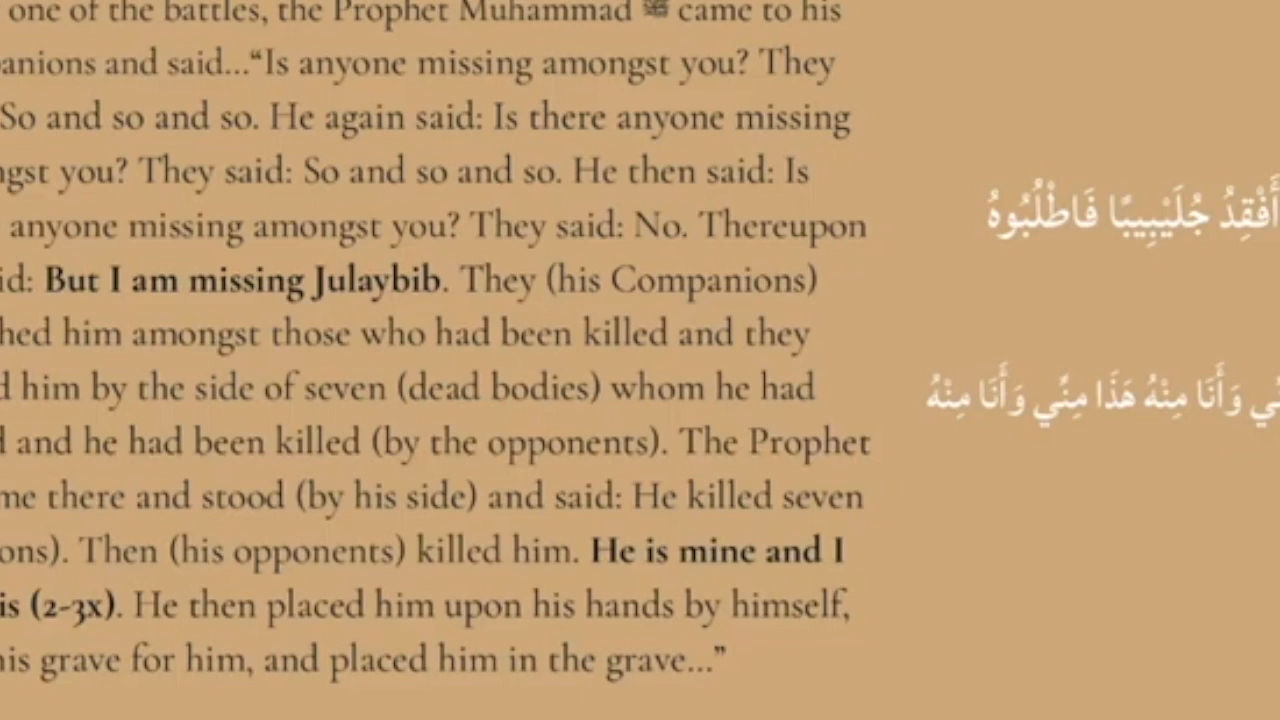 one of the battles, the Prophet Muhammad ﷺ came to his
anions and said...“Is anyone missing amongst you? They
So and so and so. He again said: Is there anyone missing
ngst you? They said: So and so and so. He then said: Is
anyone missing amongst you? They said: No. Thereupon
id: But I am missing Julaybib. They (his Companions)
hed him amongst those who had been killed and they
d him by the side of seven (dead bodies) whom he had
d and he had been killed (by the opponents). The Prophet
me there and stood (by his side) and said: He killed seven
ons). Then (his opponents) killed him. He is mine and I
is (2-3x). He then placed him upon his hands by himself,
his grave for him, and placed him in the grave...”
أَفْقِدُ جُلَيْبِيبًا فَاطْلُبُوهُ
نِّي وَأَنَا مِنْهُ هَذَا مِنِّي وَأَنَا مِنْهُ